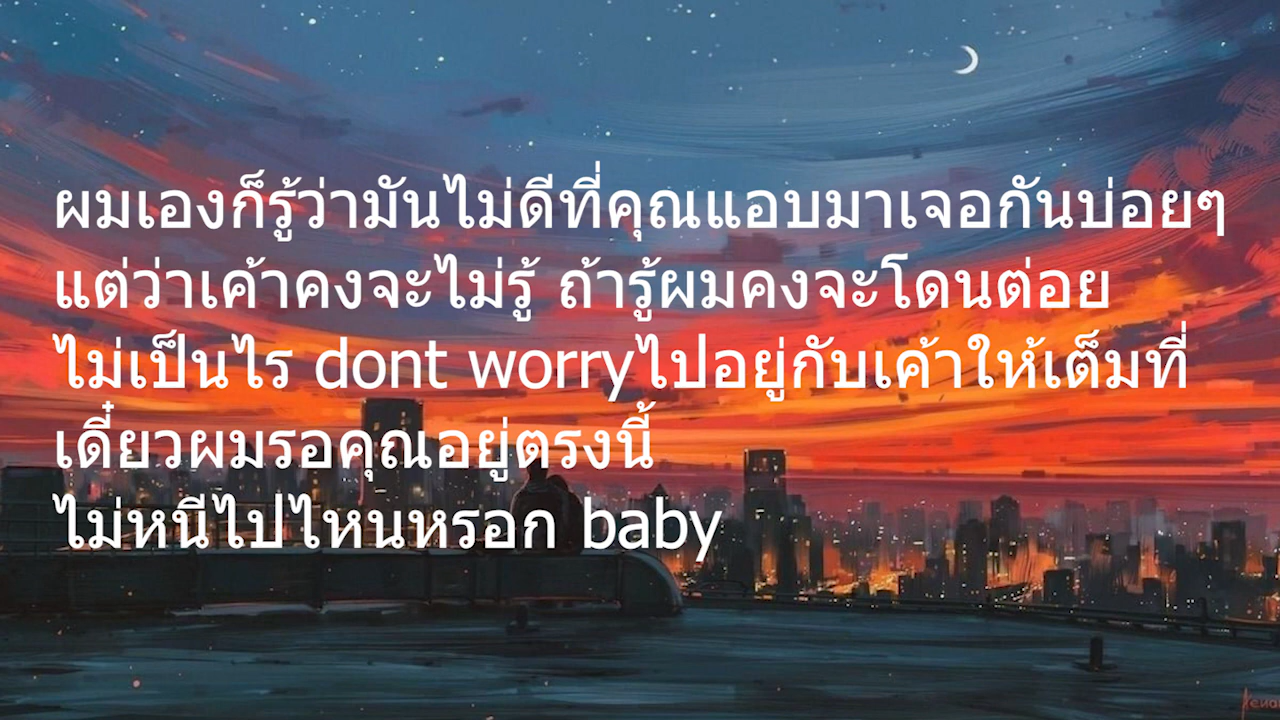 ผมเองก็รู้ว่ามันไม่ดีที่คุณแอบมาเจอกันบ่อยๆ
แต่ว่าเค้าคงจะไม่รู้ ถ้ารู้ผมคงจะโดนต่อย
ไม่เป็นไร dont worryไปอยู่กับเค้าให้เต็มที่
เดี๋ยวผมรอคุณอยู่ตรงนี้
ไม่หนีไปไหนหรอก baby